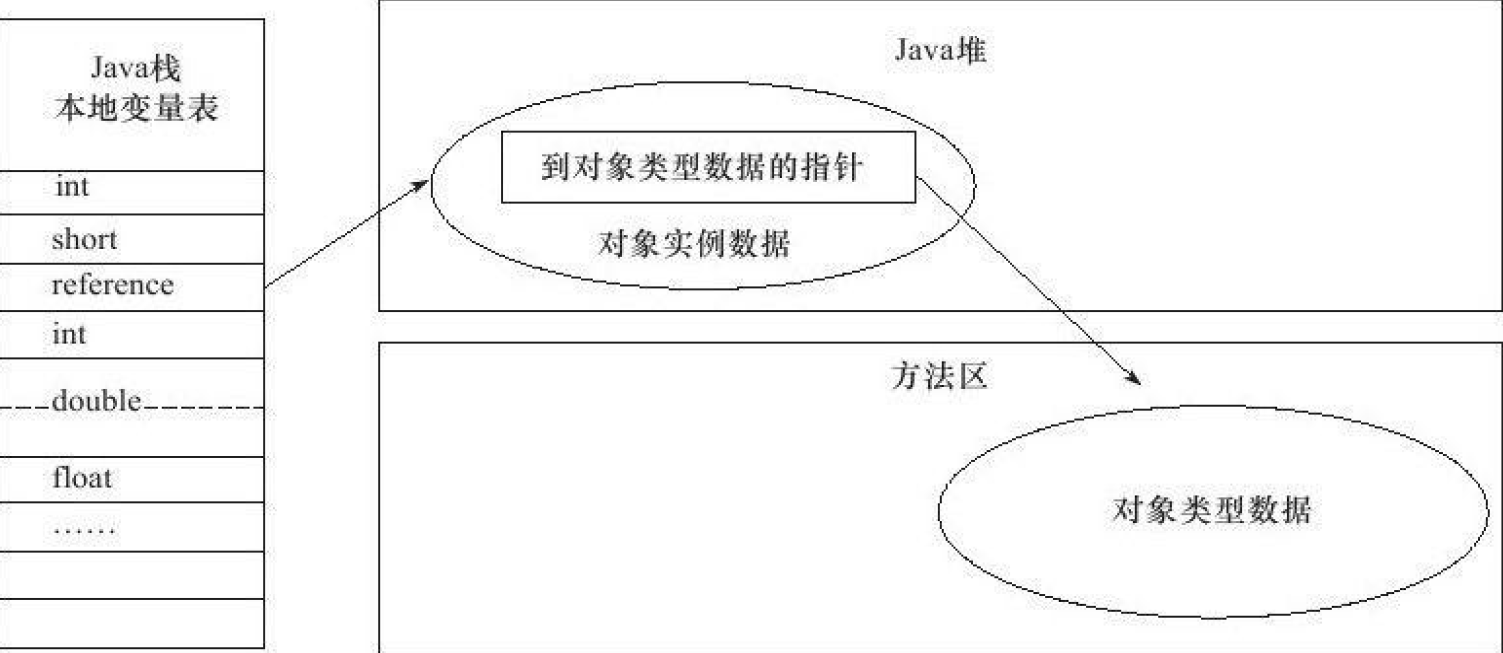 Java栈
本地变量表
int
short
reference
int
double
float
……
Java堆
到对象类型数据的指针
对象实例数据
方法区
对象类型数据